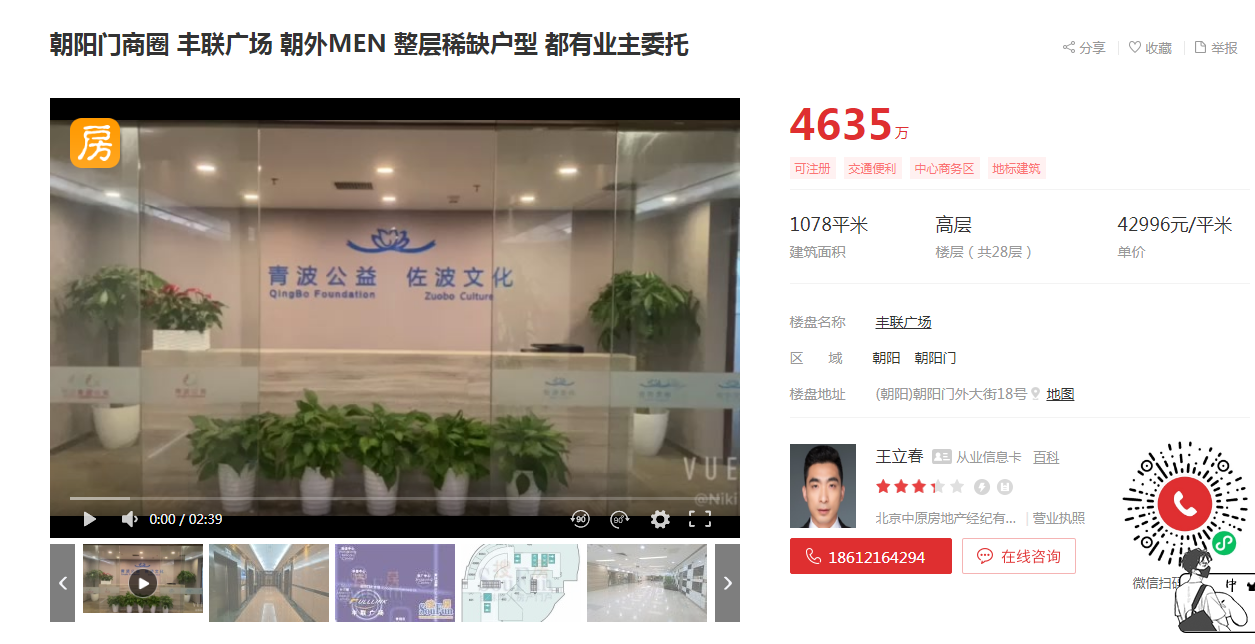 朝阳门商圈 丰联广场 朝外MEN 整层稀缺户型 都有业主委托
分享 收藏 举报
房
青波公益 佐波文化
QingBo Foundation Zuobo Culture
VUE
@Niki
0:00 / 02:39
4635万
可注册 交通便利 中心商务区 地标建筑
1078平米 高层 42996元/平米
建筑面积 楼层 ( 共28层 ) 单价
楼盘名称 丰联广场
区 域 朝阳 朝阳门
楼盘地址 (朝阳)朝阳门外大街18号 地图
王立春 从业信息卡 百科
北京中原房地产经纪有... 营业执照
18612164294 在线咨询
微信扫
中